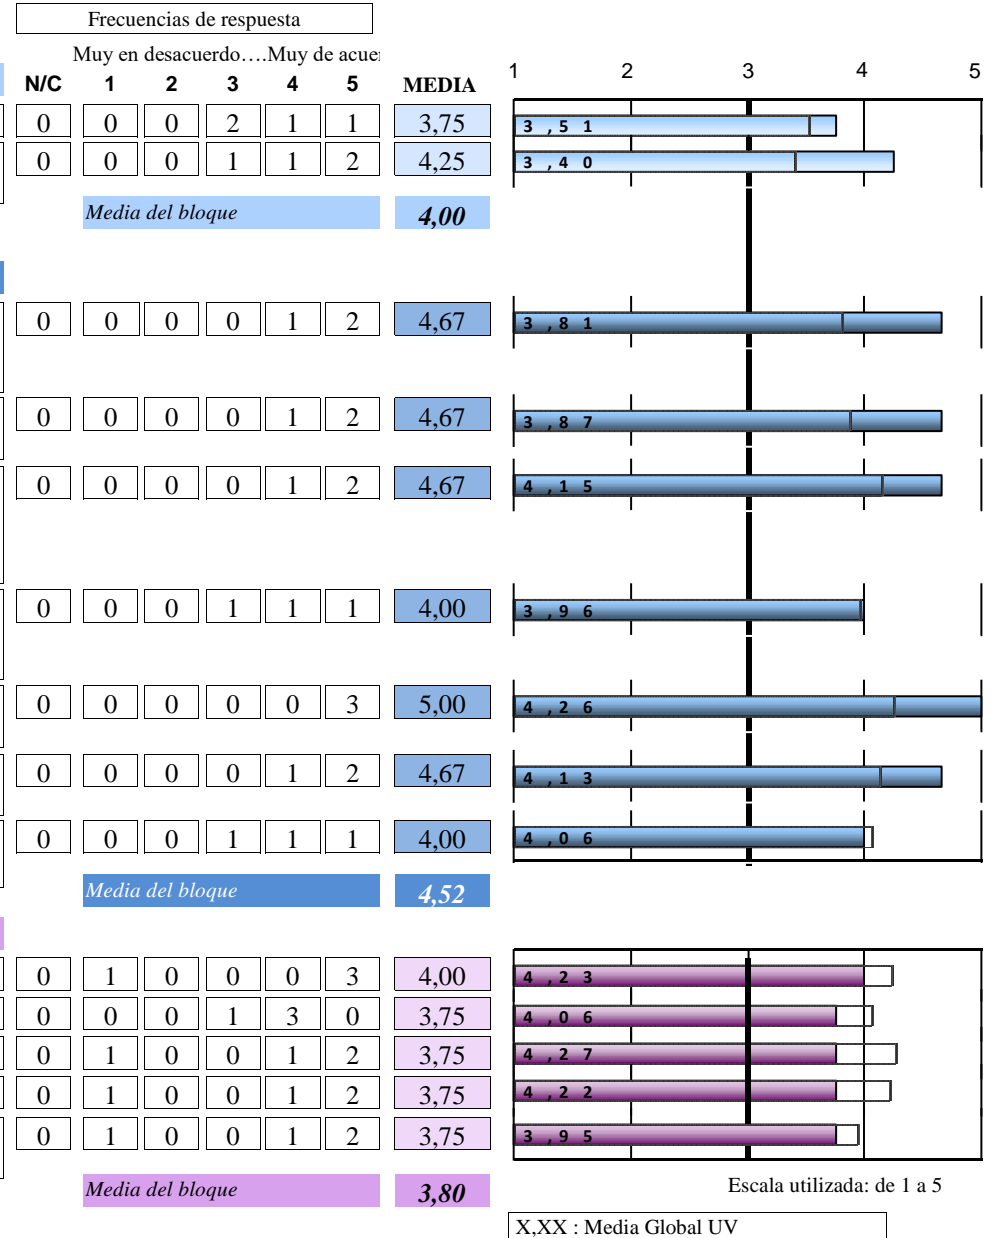 Frecuencias de respuesta
Muy en desacuerdo….Muy de acue
N/C 1 2 3 4 5 MEDIA 1 2 3 4 5
0 0 0 2 1 1 3,75 3,51
0 0 0 1 1 2 4,25 3,40
Media del bloque 4,00
0 0 0 0 1 2 4,67 3,81
0 0 0 0 1 2 4,67 3,87
0 0 0 0 1 2 4,67 4,15
0 0 0 1 1 1 4,00 3,96
0 0 0 0 0 3 5,00 4,26
0 0 0 0 1 2 4,67 4,13
0 0 0 1 1 1 4,00 4,06
Media del bloque 4,52
0 1 0 0 0 3 4,00 4,23
0 0 0 1 3 0 3,75 4,06
0 1 0 0 1 2 3,75 4,27
0 1 0 0 1 2 3,75 4,22
0 1 0 0 1 2 3,75 3,95
Media del bloque 3,80 Escala utilizada: de 1 a 5
X,XX : Media Global UV